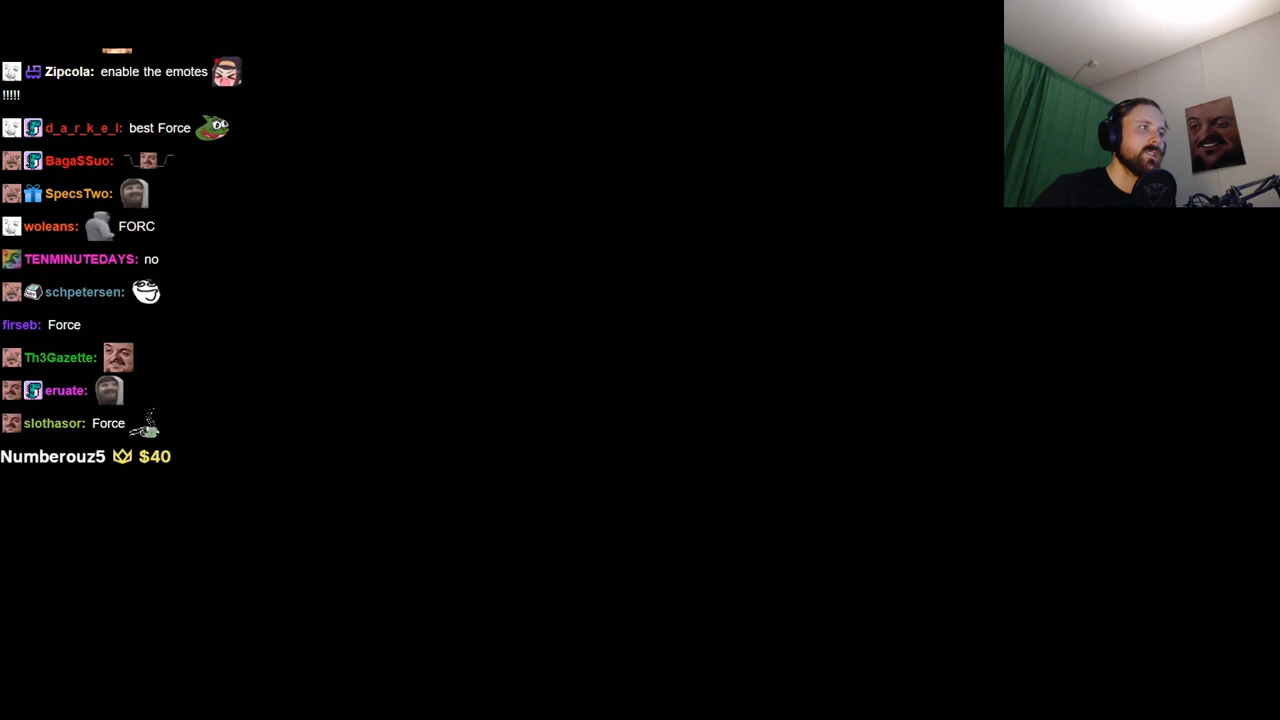 Zipcola: enable the emotes
!!!!!
d_a_r_k_e_l: best Force
BagaSSuo:
SpecsTwo:
woleans: FORC
TENMINUTEDAYS: no
schpetersen:
firseb: Force
Th3Gazette:
eruate:
slothasor: Force
Numberouz5 $40